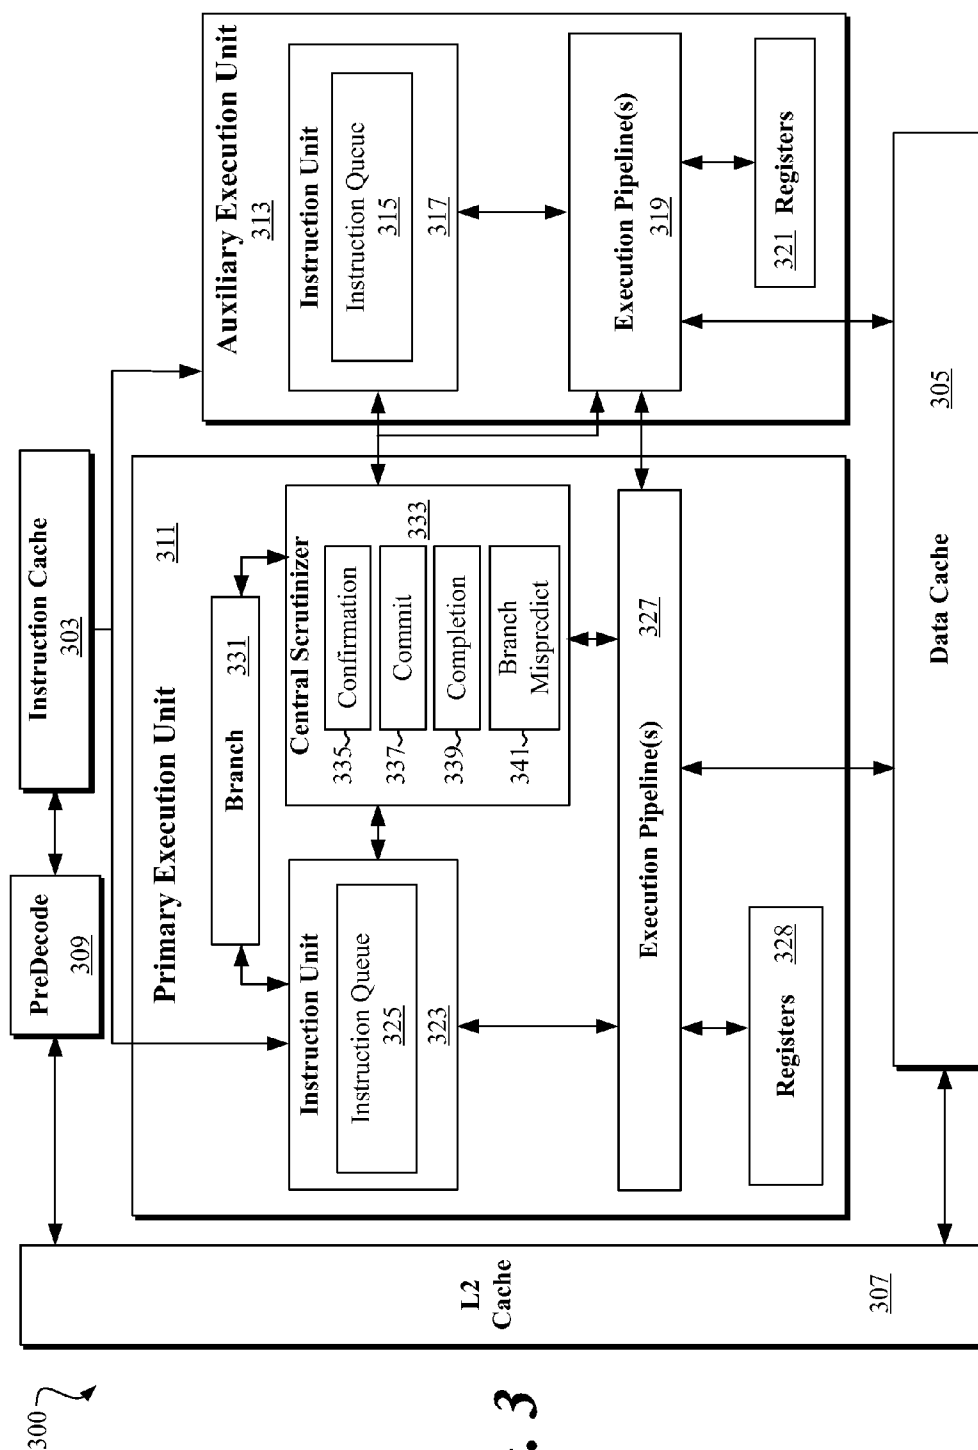 300
L2
Cache
307
PreDecode
309
Instruction Cache
303
Primary Execution Unit
311
Branch
331
Instruction Unit
Instruction Queue
325
323
Central Scrutinizer
333
335
Confirmation
337
Commit
339
Completion
341
Branch
Mispredict
Execution Pipeline(s)
327
Registers
328
Auxiliary Execution Unit
313
Instruction Unit
Instruction Queue
315
317
Execution Pipeline(s)
319
321 Registers
Data Cache
305
. 3